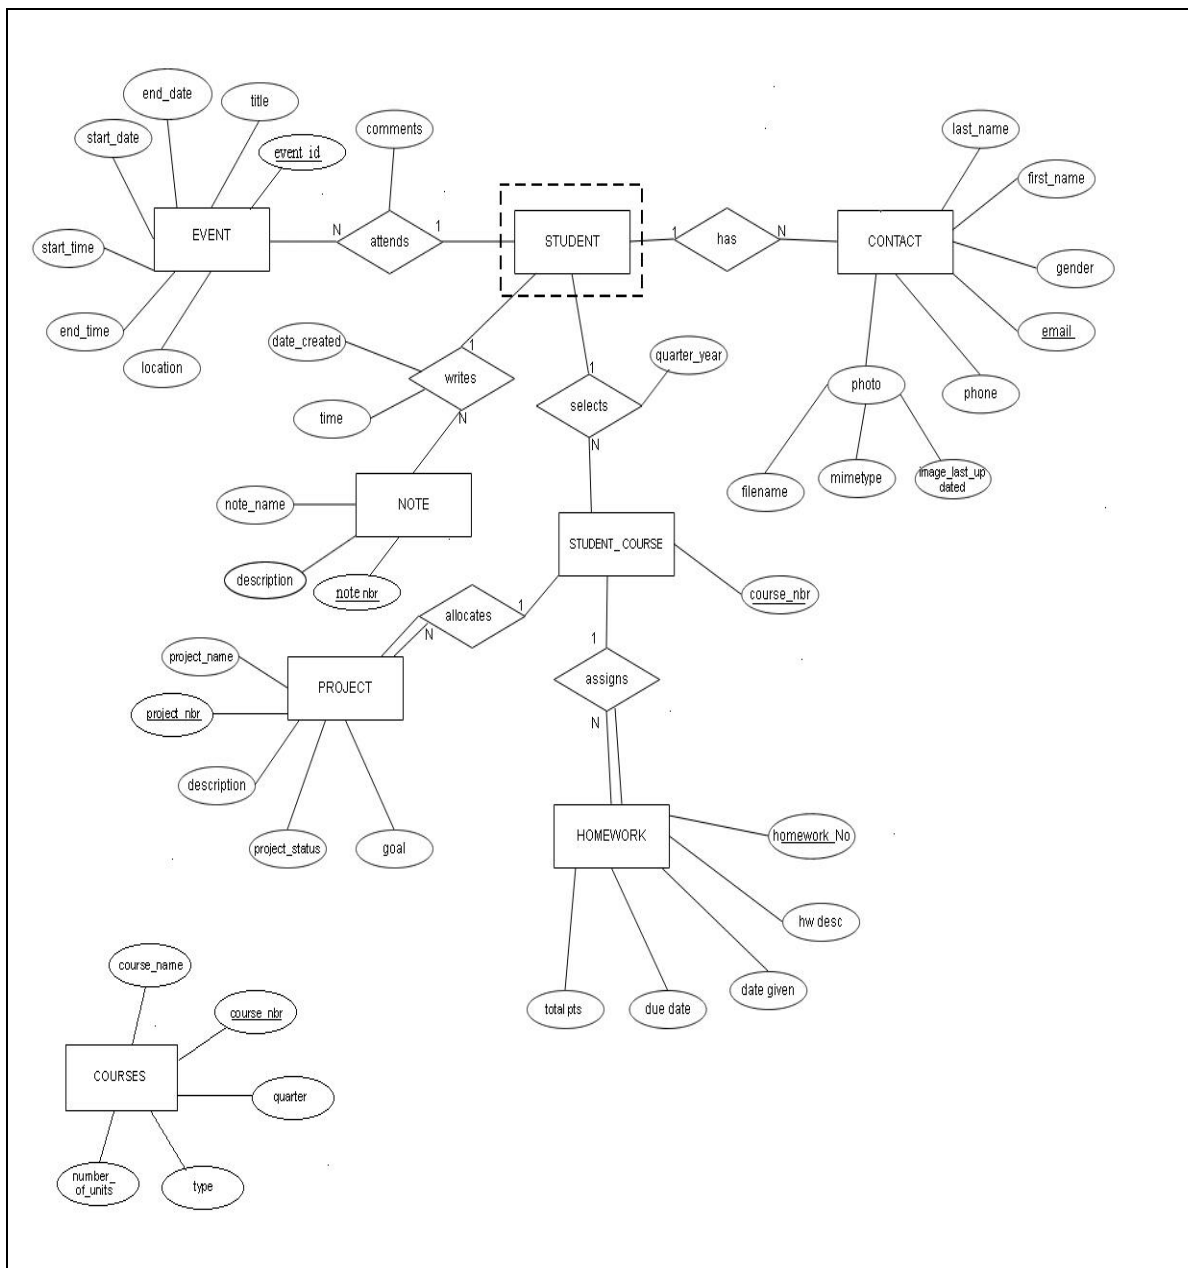 end_date
title
start_date
event id
comments
last_name
first_name
EVENT
N
attends
1
STUDENT
1
has
N
CONTACT
start_time
gender
end_time
location
date_created
1
writes
time
N
quarter_year
1
selects
N
email_
photo
phone
filename
mimetype
image_last_up
dated
note_name
NOTE
description
note nbr
STUDENT_COURSE
course_nbr
allocates
1
N
project_name
project_nbr
PROJECT
description
project_status
goal
1
assigns
N
HOMEWORK
homework_No
hw desc
date given
due date
total pts
course_name
course_nbr
COURSES
quarter
number_
of_units
type